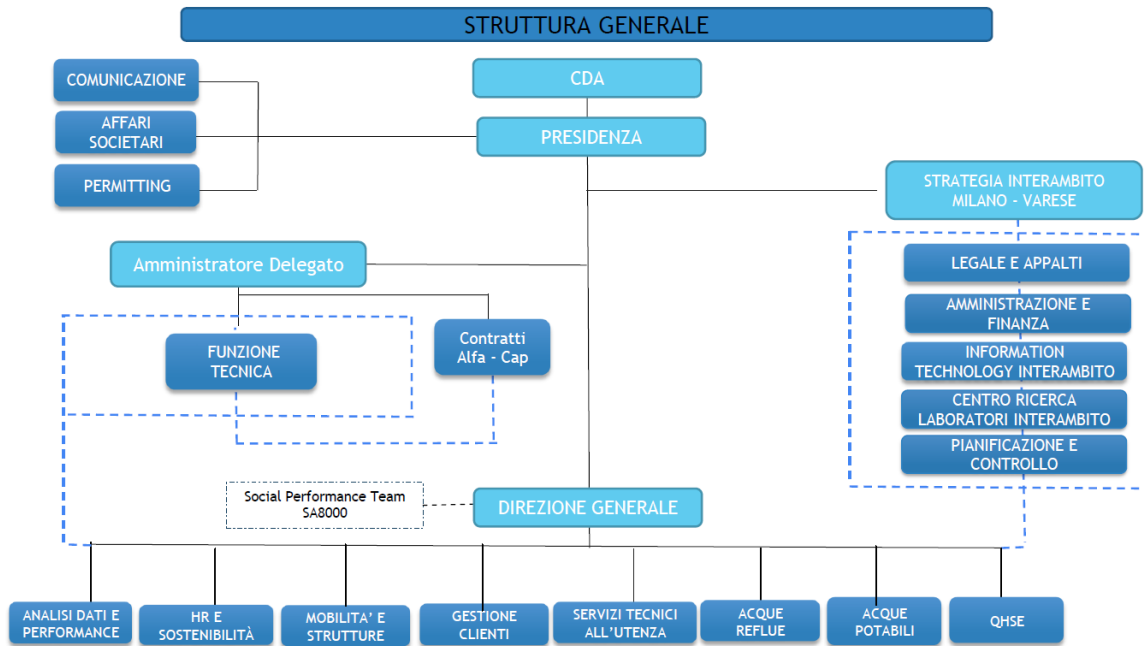 STRUTTURA GENERALE
COMUNICAZIONE
CDA
AFFARI
SOCIETARI
PRESIDENZA
PERMITTING
STRATEGIA INTERAMBITO
MILANO - VARESE
Amministratore Delegato
LEGALE E APPALTI
AMMINISTRAZIONE E
FINANZA
FUNZIONE
TECNICA
Contratti
Alfa - Cap
INFORMATION
TECHNOLOGY INTERAMBITO
CENTRO RICERCA
LABORATORI INTERAMBITO
PIANIFICAZIONE E
CONTROLLO
Social Performance Team
SA8000
DIREZIONE GENERALE
ANALISI DATI E
PERFORMANCE
HR E
SOSTENIBILITÀ
MOBILITA' E
STRUTTURE
GESTIONE
CLIENTI
SERVIZI TECNICI
ALL'UTENZA
ACQUE
REFLUE
ACQUE
POTABILI
QHSE